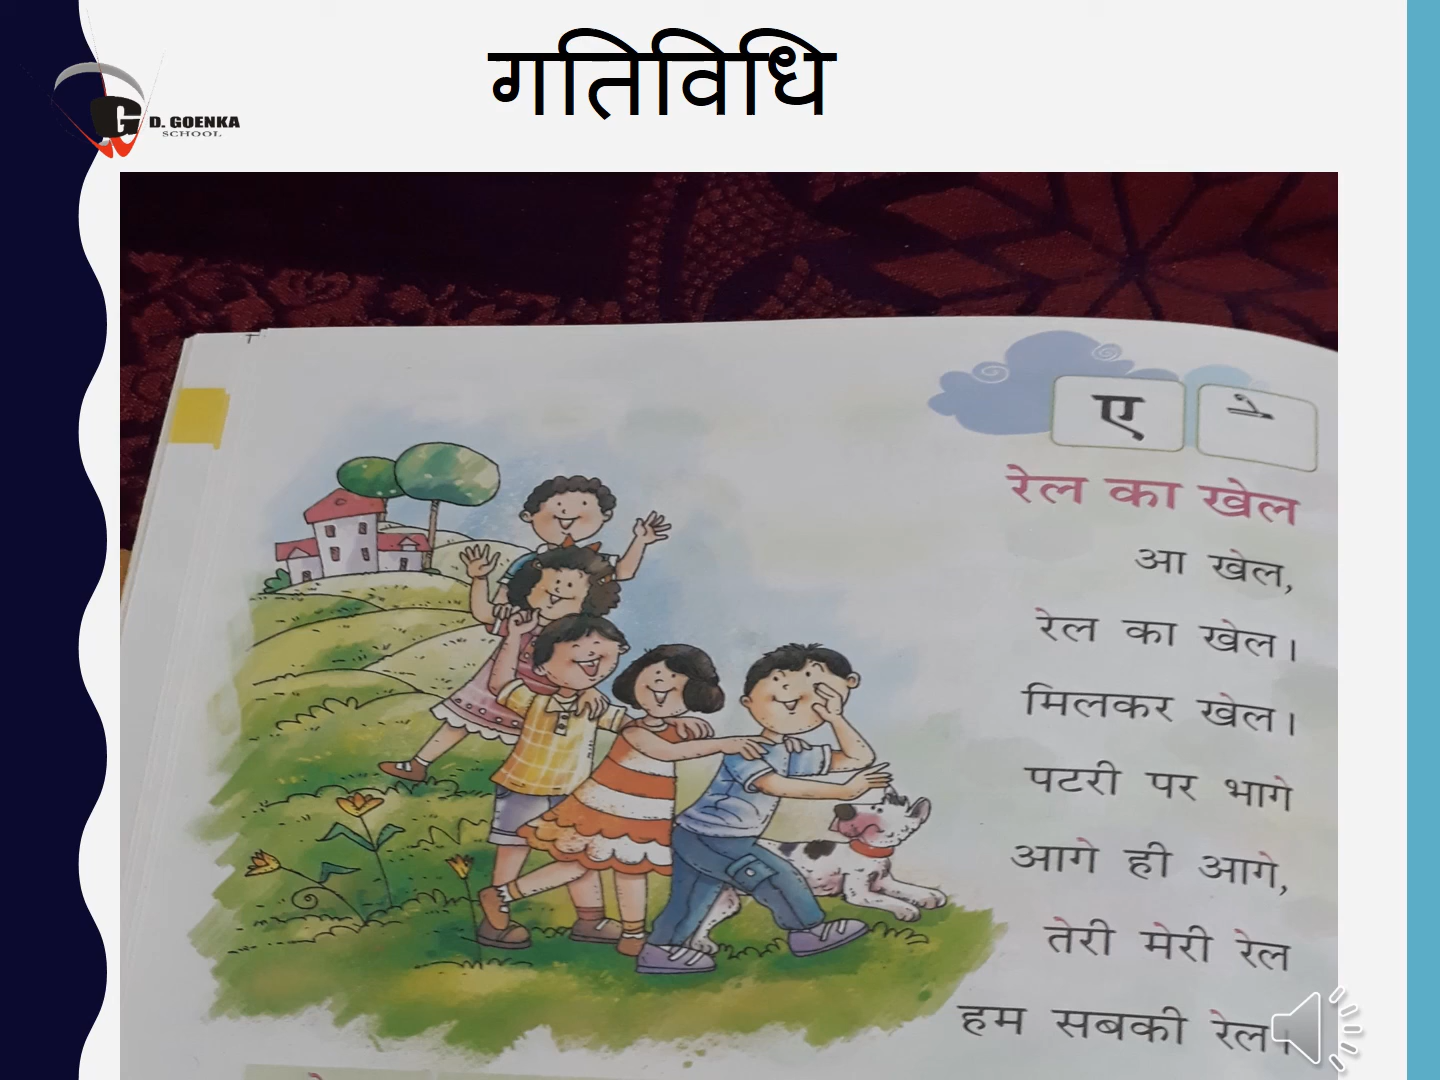 गतिविधि
G D. GOENKA
SCHOOL
ए े
रेल का खेल
आ खेल,
रेल का खेल।
मिलकर खेल।
पटरी पर भागे
आगे ही आगे,
तेरी मेरी रेल
हम सबकी रेल।